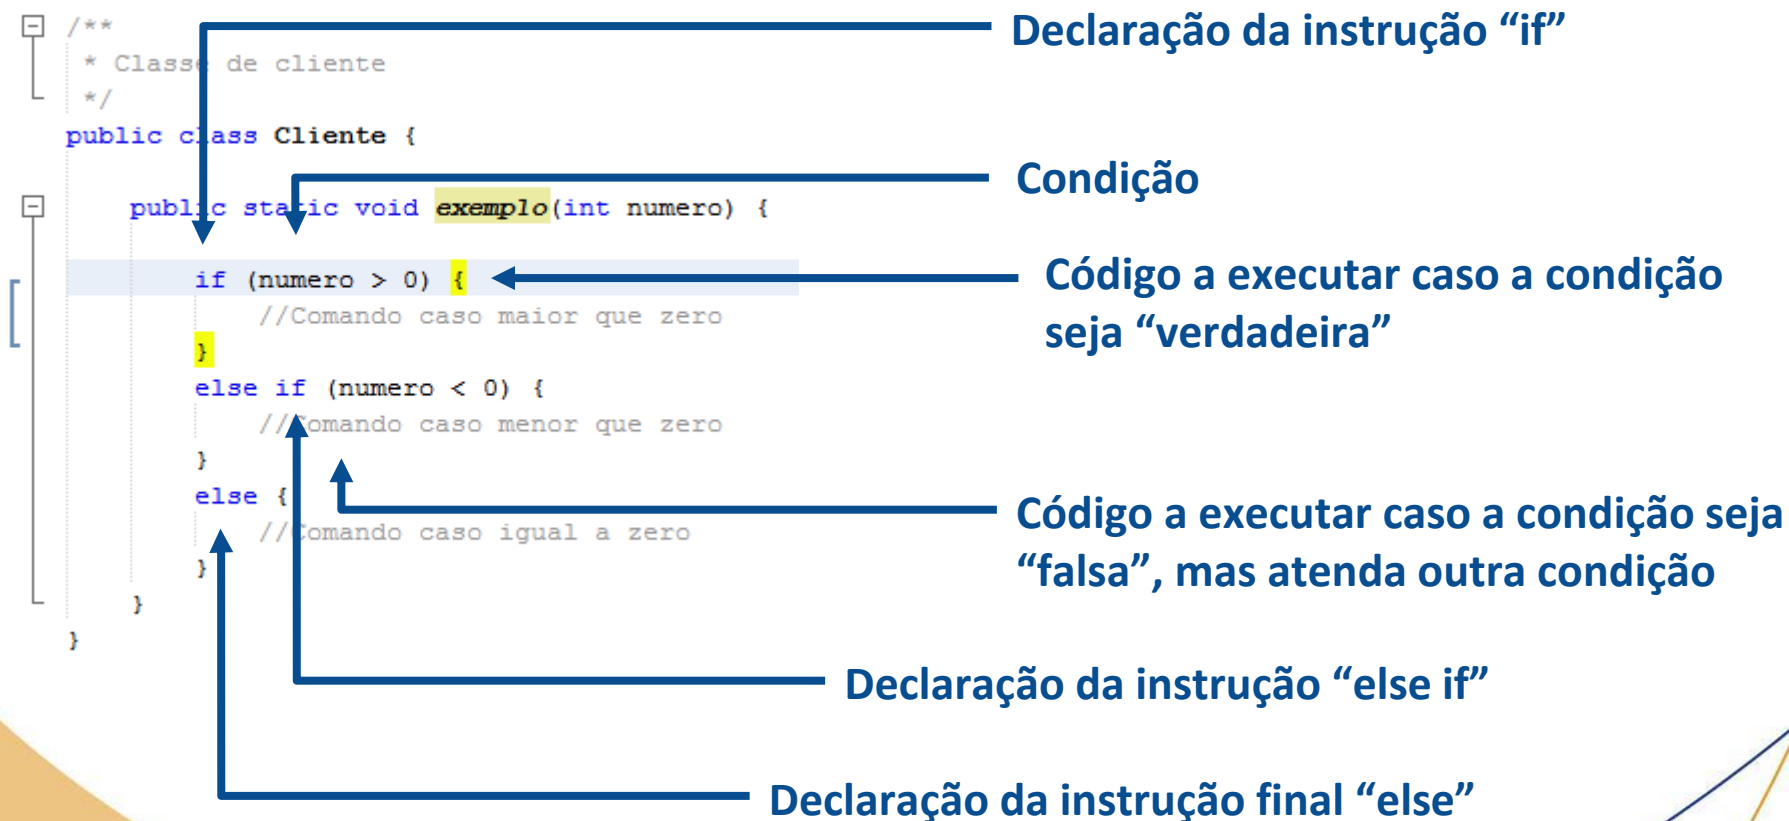 /**
* Classe de cliente
*/
public class Cliente {
public static void exemplo(int numero) {
if (numero > 0) {
//Comando caso maior que zero
}
else if (numero < 0) {
//Comando caso menor que zero
}
else {
//Comando caso igual a zero
}
}
}
Declaração da instrução “if”
Condição
Código a executar caso a condição
seja “verdadeira”
Código a executar caso a condição seja
“falsa”, mas atenda outra condição
Declaração da instrução “else if”
Declaração da instrução final “else”